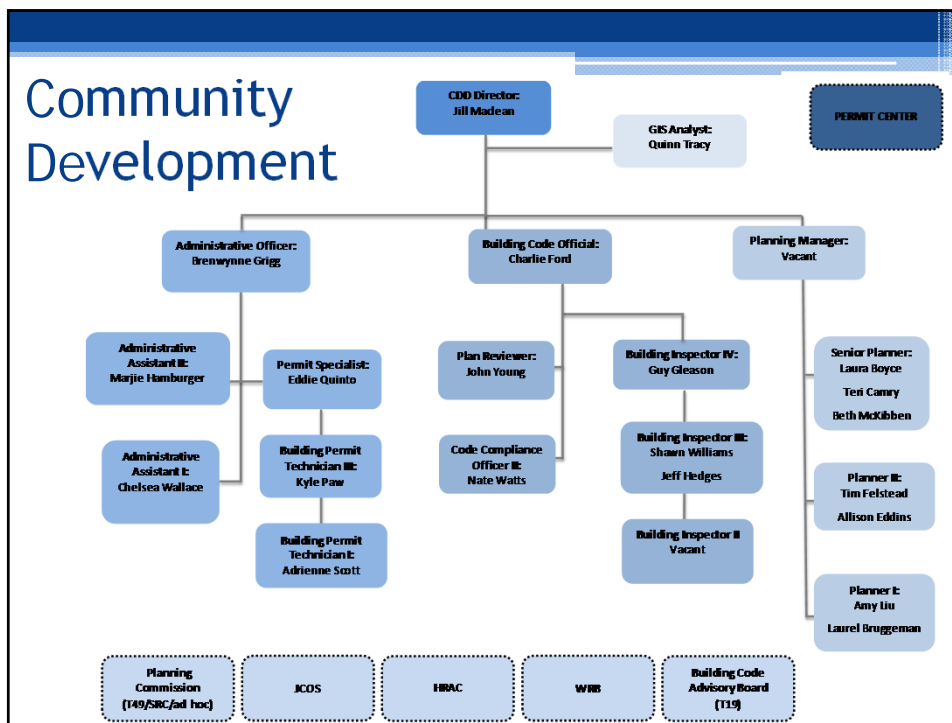 Community
Development
CDD Director:
Jill Maclean
PERMIT CENTER
GIS Analyst:
Quinn Tracy
Administrative Officer:
Brenwynne Grigg
Building Code Official:
Charlie Ford
Planning Manager:
Vacant
Administrative
Assistant II:
Marjie Hamburger
Permit Specialist:
Eddie Quinto
Administrative
Assistant I:
Chelsea Wallace
Building Permit
Technician III:
Kyle Paw
Building Permit
Technician I:
Adrienne Scott
Plan Reviewer:
John Young
Code Compliance
Officer II:
Nate Watts
Building Inspector IV:
Guy Gleason
Building Inspector III:
Shawn Williams
Jeff Hedges
Building Inspector II
Vacant
Senior Planner:
Laura Boyce
Teri Camry
Beth McKibben
Planner II:
Tim Felstead
Allison Eddins
Planner I:
Amy Liu
Laurel Bruggeman
Planning
Commission
(T49/SRC/ad hoc)
JCOS
HRAC
WRB
Building Code
Advisory Board
(T19)